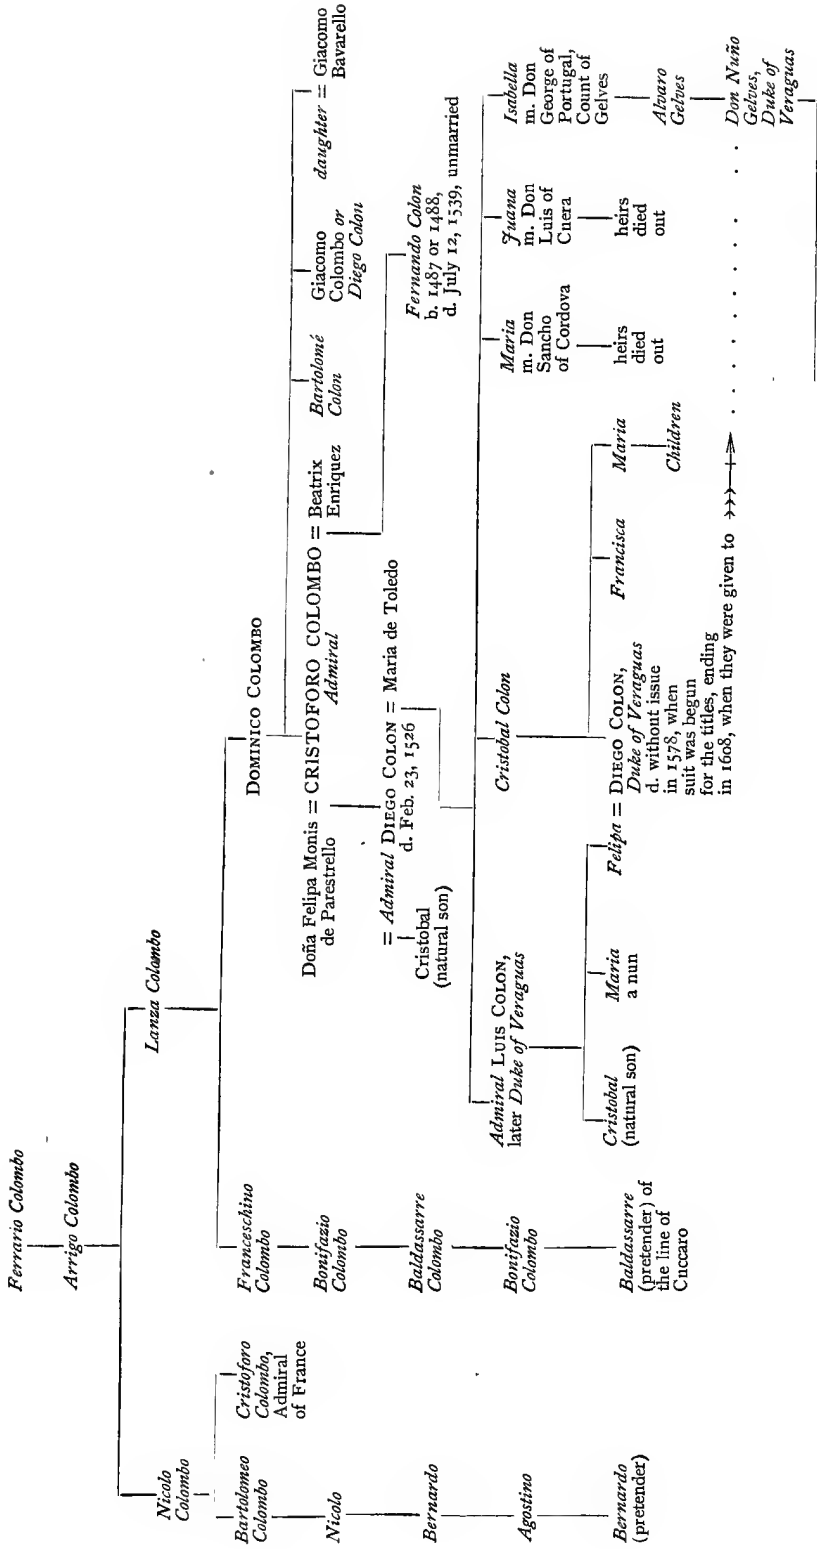 Ferrario Colombo
Arrigo Colombo
Nicolo
Colombo
Lanza Colombo
Bartolomeo
Colombo
Cristoforo
Colombo,
Admiral
of France
Franceschino
Colombo
DOMINICO COLOMBO
Nicolo
Bonifazio
Colombo
Doña Felipa Monis = CRISTOFORO COLOMBO = Beatrix
de Parestrello
Admiral
Enriquez
Bartolomé
Colon
Giacomo
Colombo or
Diego Colon
daughter = Giacomo
Bavarello
Bernardo
Baldassarre
Colombo
= Admiral DIEGO COLON = Maria de Toledo
d. Feb. 23, 1526
Cristobal
(natural son)
Fernando Colon
b. 1487 or 1488,
d. July 12, 1539, unmarried
Agostino
Bonifazio
Colombo
Admiral LUIS COLON,
later Duke of Veraguas
Cristobal Colon
Maria
m. Don
Sancho
of Cordova
Juana
m. Don
Luis of
Cuera
Isabella
m. Don
George of
Portugal,
Count of
Gelves
Bernardo
(pretender)
Baldassarre
(pretender) of
the line of
Cuccaro
Cristobal
(natural son)
Maria
a nun
Felipa = DIEGO COLON,
Duke of Veraguas
d. without issue
in 1578, when
suit was begun
for the titles, ending
in 1608, when they were given to
Francisca
Maria
Children
heirs
died
out
heirs
died
out
Alvaro
Gelves
Don Nuño
Gelves,
Duke of
Veraguas